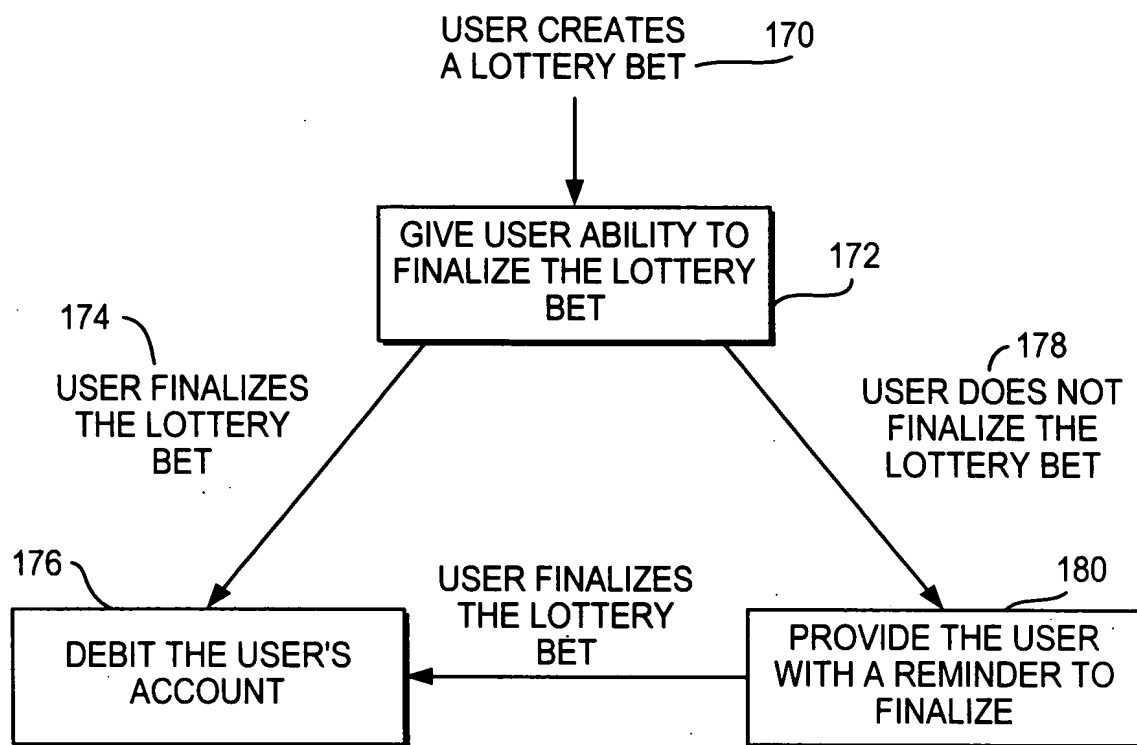 USER CREATES
A LOTTERY BET
170
GIVE USER ABILITY TO
FINALIZE THE LOTTERY
BET
172
174
USER FINALIZES
THE LOTTERY
BET
178
USER DOES NOT
FINALIZE THE
LOTTERY BET
176
DEBIT THE USER'S
ACCOUNT
USER FINALIZES
THE LOTTERY
BET
180
PROVIDE THE USER
WITH A REMINDER TO
FINALIZE